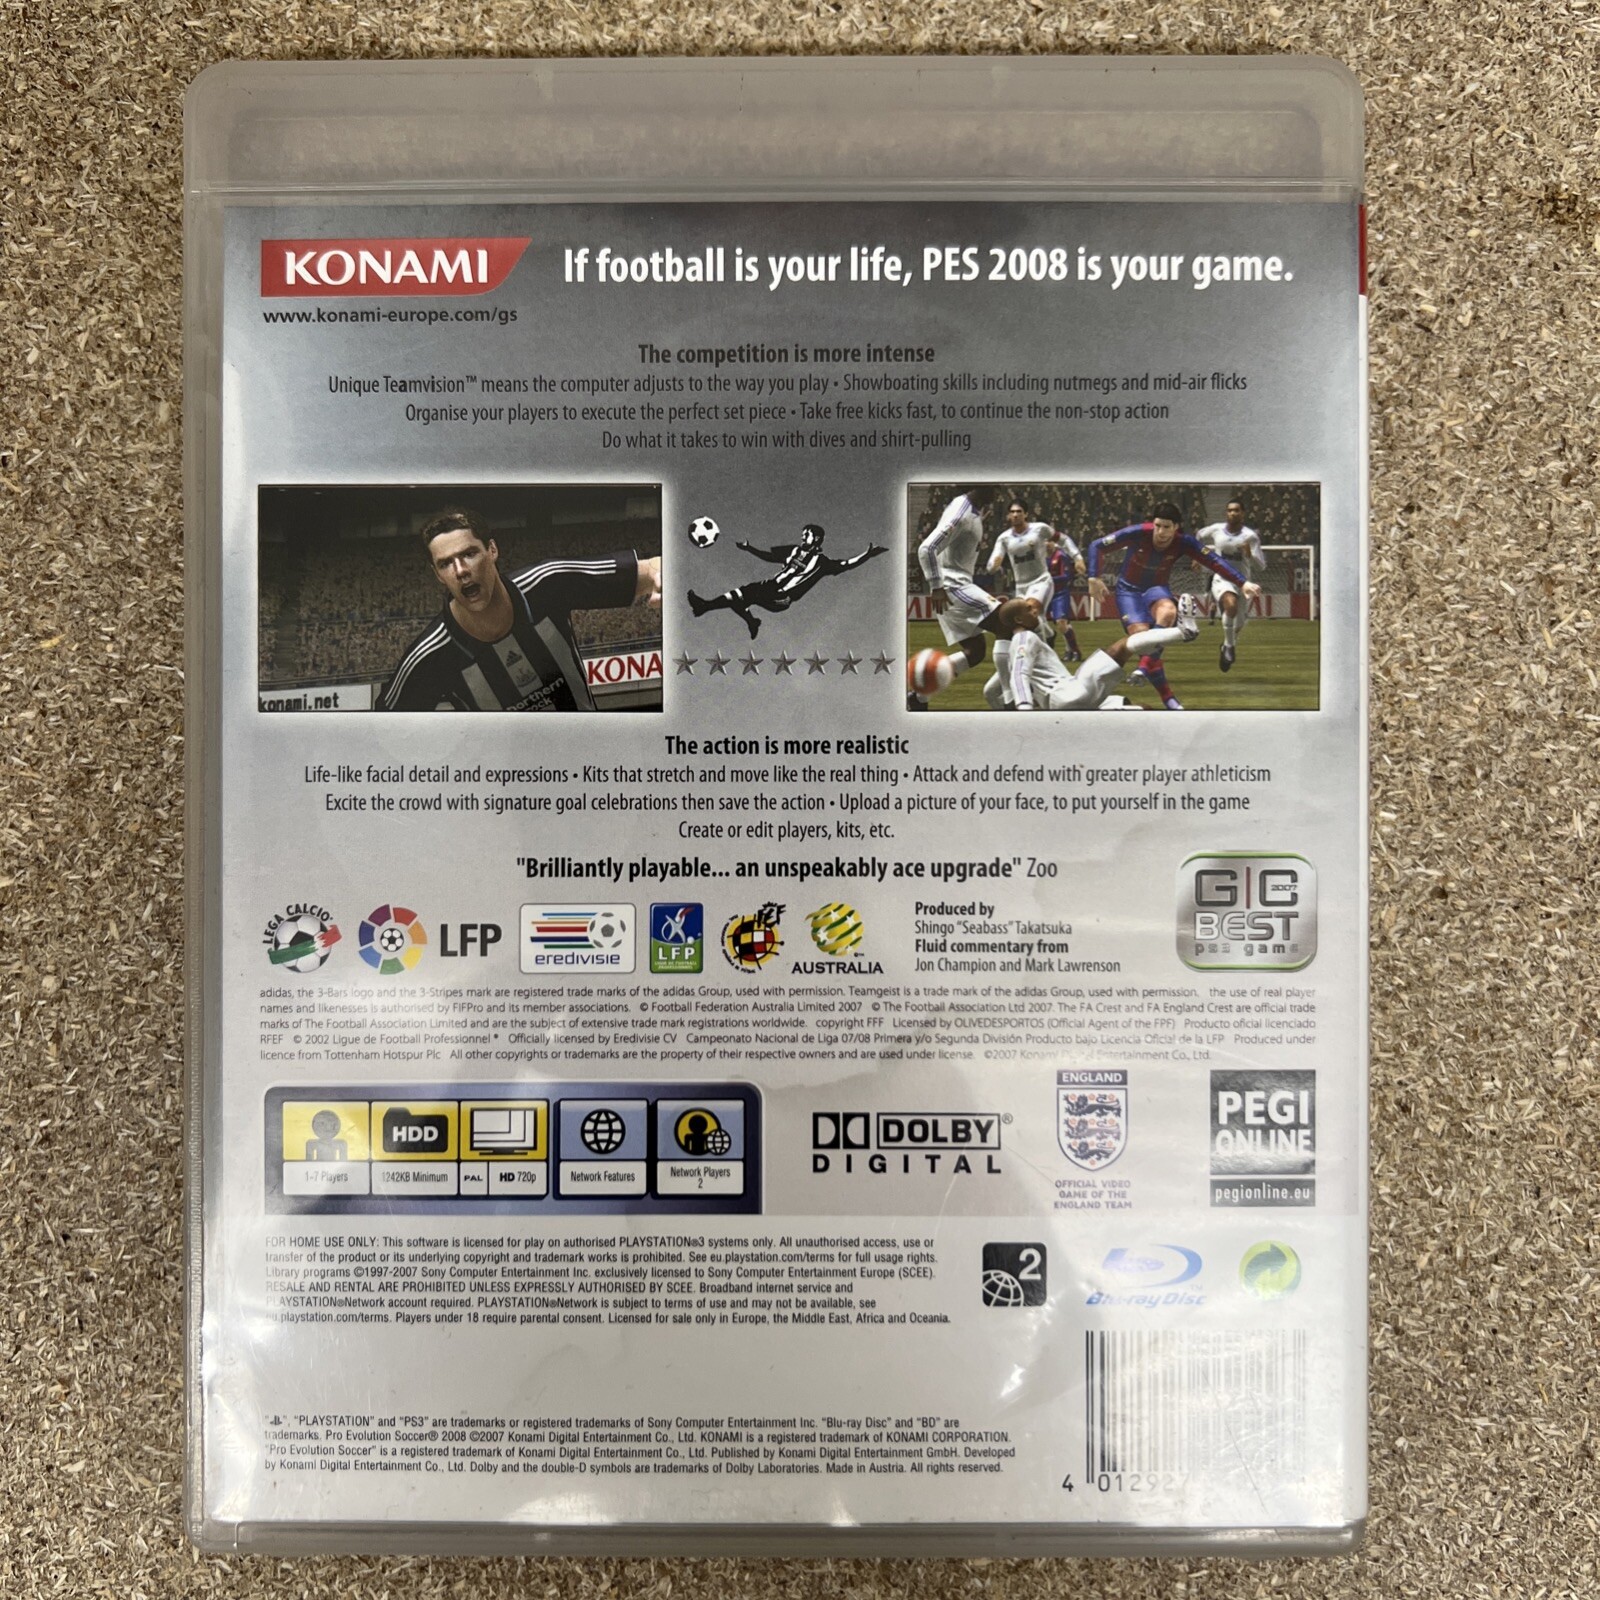 KONAMI
If football is your life, PES 2008 is your game.
www.konami-europe.com/gs
The competition is more intense
Unique Teamvision™ means the computer adjusts to the way you play • Showboating skills including nutmegs and mid-air flicks
Organise your players to execute the perfect set piece • Take free kicks fast, to continue the non-stop action
Do what it takes to win with dives and shirt-pulling
KONA
konami.net
northern
rock
The action is more realistic
Life-like facial detail and expressions • Kits that stretch and move like the real thing • Attack and defend with greater player athleticism
Excite the crowd with signature goal celebrations then save the action • Upload a picture of your face, to put yourself in the game
Create or edit players, kits, etc.
"Brilliantly playable... an unspeakably ace upgrade" Zoo
LEGA CALCIO
LFP
eredivisie
LFP
AUSTRALIA
Produced by
Shingo "Seabass" Takatsuka
Fluid commentary from
Jon Champion and Mark Lawrenson
GC 2007
BEST
ps3 game
adidas, the 3-Bars logo and the 3-Stripes mark are registered trade marks of the adidas Group, used with permission. Teamgeist is a trade mark of the adidas Group, used with permission. the use of real player
names and likenesses is authorised by FIFPro and its member associations. © Football Federation Australia Limited 2007 © The Football Association Ltd 2007. The FA Crest and FA England Crest are official trade
marks of The Football Association Limited and are the subject of extensive trade mark registrations worldwide. copyright FFF Licensed by OLIVEDESPORTOS (Official Agent of the FPF) Producto oficial licenciado
RFEF © 2002 Ligue de Football Professionnel ® Officially licensed by Eredivisie CV Campeonato Nacional de Liga 07/08 Primera y/o Segunda División Producto bajo Licencia Oficial de la LFP Produced under
licence from Tottenham Hotspur Plc All other copyrights or trademarks are the property of their respective owners and are used under license. ©2007 Konami Entertainment Co., Ltd.
1-7 Players
HDD
1242KB Minimum
PAL
HD 720p
Network Features
Network Players
2
DOLBY®
DIGITAL
ENGLAND
OFFICIAL VIDEO
GAME OF THE
ENGLAND TEAM
PEGI
ONLINE
pegionline.eu
FOR HOME USE ONLY: This software is licensed for play on authorised PLAYSTATION®3 systems only. All unauthorised access, use or
transfer of the product or its underlying copyright and trademark works is prohibited. See eu.playstation.com/terms for full usage rights.
Library programs ©1997-2007 Sony Computer Entertainment Inc. exclusively licensed to Sony Computer Entertainment Europe (SCEE).
RESALE AND RENTAL ARE PROHIBITED UNLESS EXPRESSLY AUTHORISED BY SCEE. Broadband internet service and
PLAYSTATION®Network account required. PLAYSTATION®Network is subject to terms of use and may not be available, see
eu.playstation.com/terms. Players under 18 require parental consent. Licensed for sale only in Europe, the Middle East, Africa and Oceania.
2
Blu-ray Disc™
" ", "PLAYSTATION" and "PS3" are trademarks or registered trademarks of Sony Computer Entertainment Inc. "Blu-ray Disc" and "BD" are
trademarks. Pro Evolution Soccer® 2008 ©2007 Konami Digital Entertainment Co., Ltd. KONAMI is a registered trademark of KONAMI CORPORATION.
"Pro Evolution Soccer" is a registered trademark of Konami Digital Entertainment Co., Ltd. Published by Konami Digital Entertainment GmbH. Developed
by Konami Digital Entertainment Co., Ltd. Dolby and the double-D symbols are trademarks of Dolby Laboratories. Made in Austria. All rights reserved.
4 012927